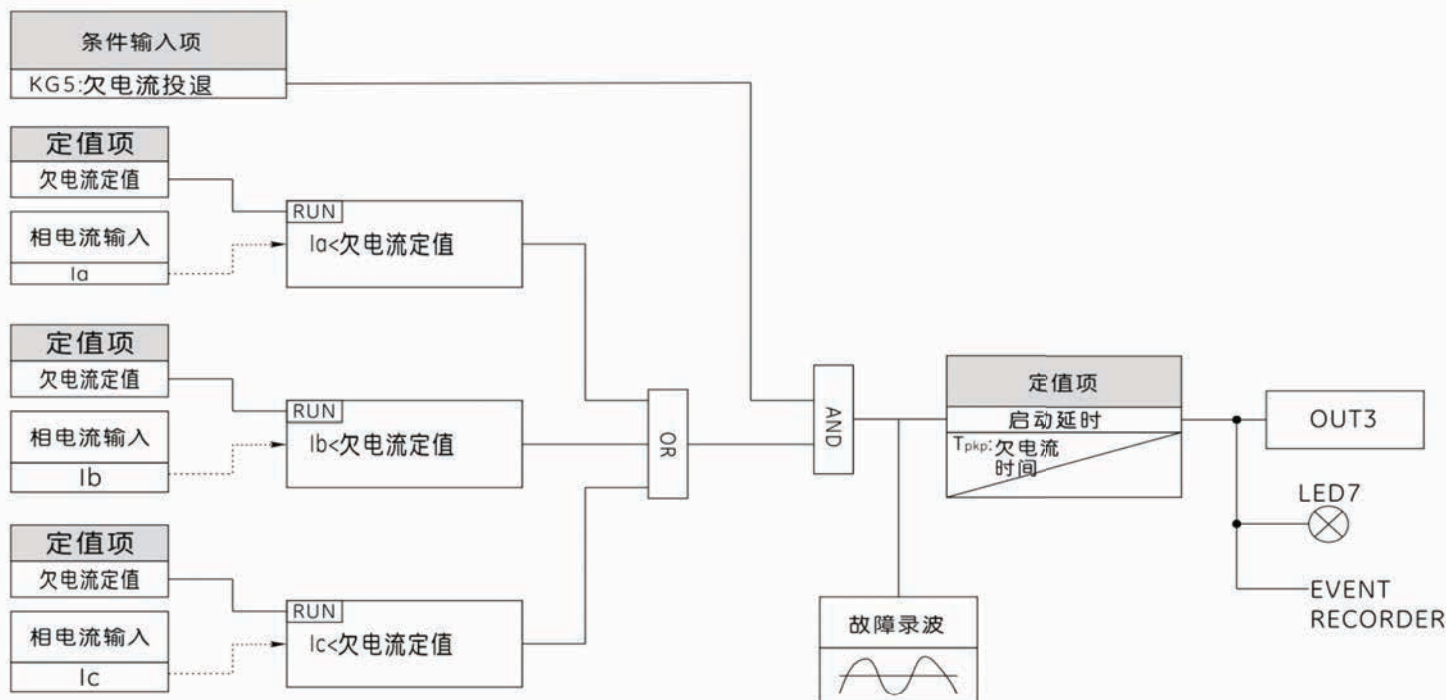 条件输入项
KG5:欠电流投退
定值项
欠电流定值
相电流输入
Ia
RUN
Ia<欠电流定值
定值项
欠电流定值
相电流输入
Ib
RUN
Ib<欠电流定值
定值项
欠电流定值
相电流输入
Ic
RUN
Ic<欠电流定值
OR
AND
定值项
启动延时
Tpkp:欠电流
时间
故障录波
OUT3
LED7
EVENT
RECORDER